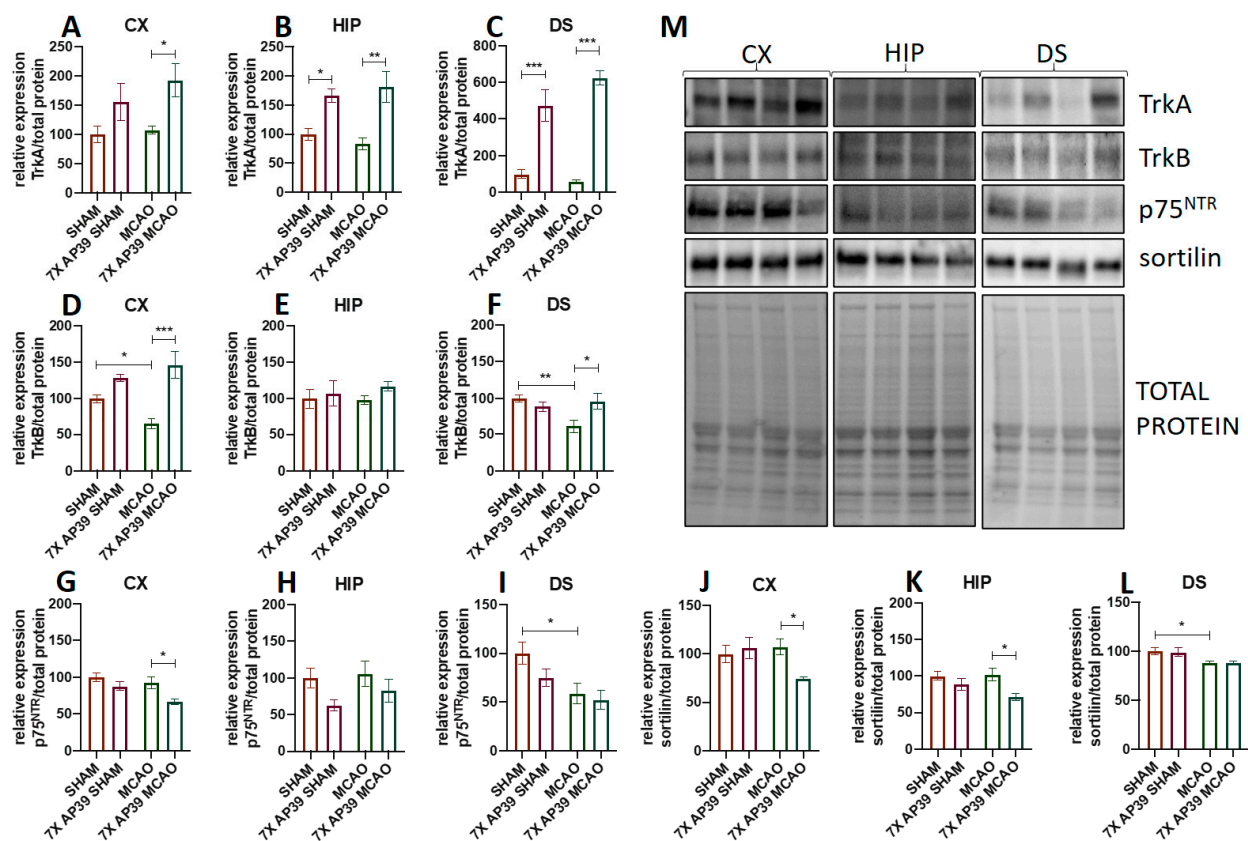 A
CX
relative expression
TrkA/total protein
250
200
150
100
50
0
*
SHAM
7X AP39 SHAM
MCAO
7X AP39 MCAO
B
HIP
relative expression
TrkA/total protein
250
200
150
100
50
0
*
**
SHAM
7X AP39 SHAM
MCAO
7X AP39 MCAO
C
DS
relative expression
TrkA/total protein
800
600
400
200
0
***
***
SHAM
7X AP39 SHAM
MCAO
7X AP39 MCAO
M
CX
HIP
DS
TrkA
TrkB
p75NTR
sortilin
TOTAL
PROTEIN
D
CX
relative expression
TrkB/total protein
200
150
100
50
0
*
***
SHAM
7X AP39 SHAM
MCAO
7X AP39 MCAO
E
HIP
relative expression
TrkB/total protein
200
150
100
50
0
SHAM
7X AP39 SHAM
MCAO
7X AP39 MCAO
F
DS
relative expression
TrkB/total protein
200
150
100
50
0
**
*
SHAM
7X AP39 SHAM
MCAO
7X AP39 MCAO
G
CX
relative expression
p75NTR/total protein
200
150
100
50
0
*
SHAM
7X AP39 SHAM
MCAO
7X AP39 MCAO
H
HIP
relative expression
p75NTR/total protein
200
150
100
50
0
SHAM
7X AP39 SHAM
MCAO
7X AP39 MCAO
I
DS
relative expression
p75NTR/total protein
150
100
50
0
*
SHAM
7X AP39 SHAM
MCAO
7X AP39 MCAO
J
CX
relative expression
sortilin/total protein
150
100
50
0
*
SHAM
7X AP39 SHAM
MCAO
7X AP39 MCAO
K
HIP
relative expression
sortilin/total protein
200
150
100
50
0
*
SHAM
7X AP39 SHAM
MCAO
7X AP39 MCAO
L
DS
relative expression
sortilin/total protein
150
100
50
0
*
SHAM
7X AP39 SHAM
MCAO
7X AP39 MCAO